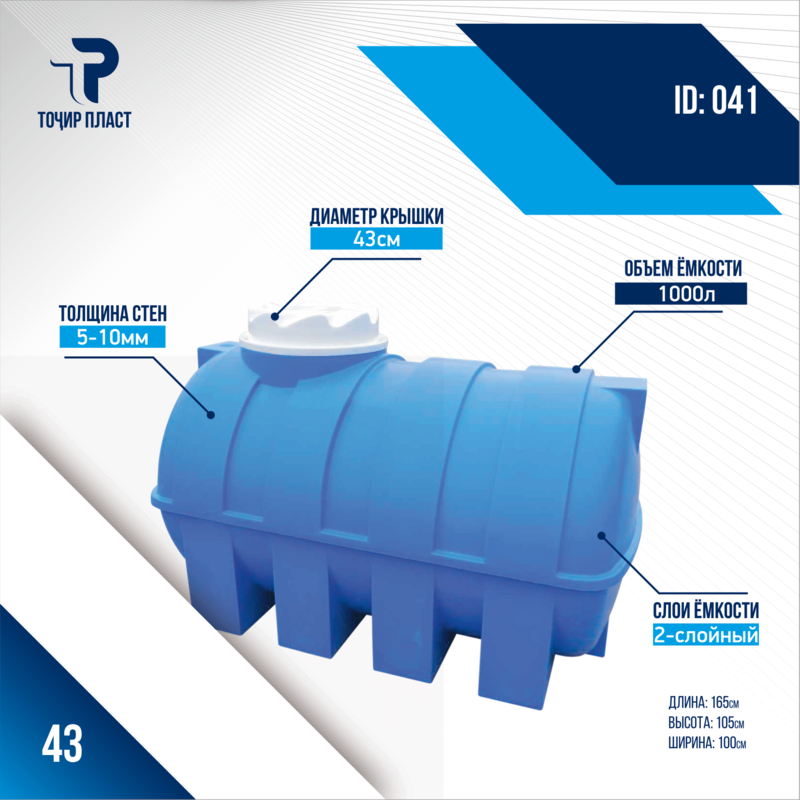 ТОҶИР ПЛАСТ
ID: 041
ДИАМЕТР КРЫШКИ
43см
ОБЪЕМ ЁМКОСТИ
1000л
ТОЛЩИНА СТЕН
5-10мм
СЛОИ ЁМКОСТИ
2-слойный
ДЛИНА: 165см
ВЫСОТА: 105см
ШИРИНА: 100см
43